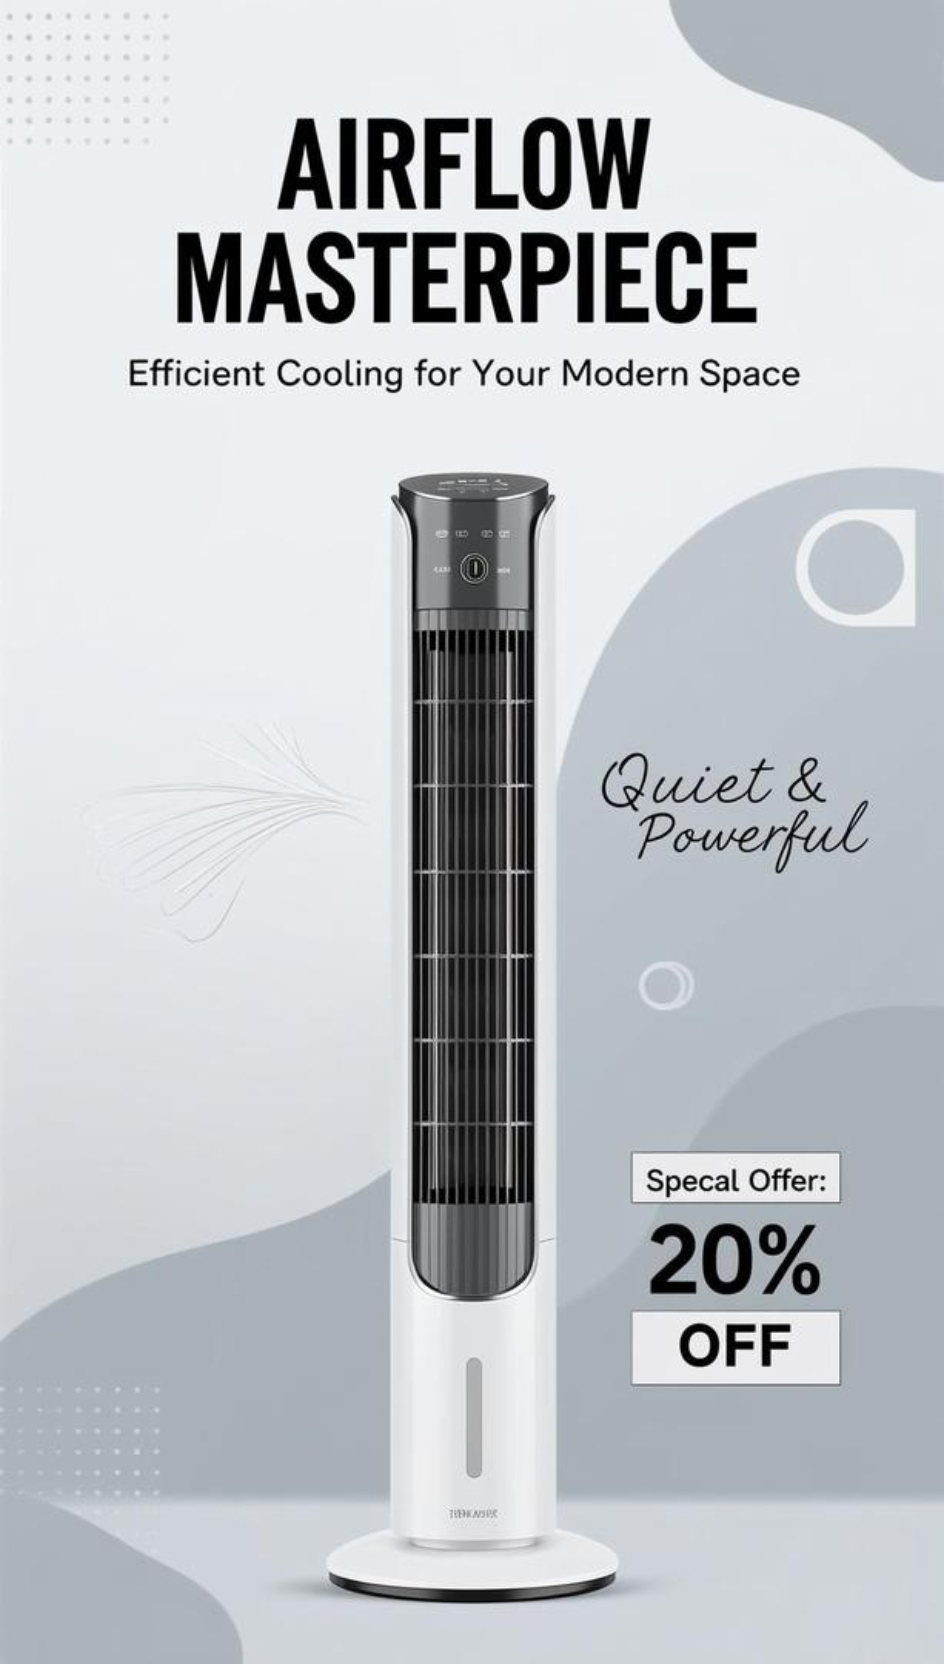 AIRFLOW
MASTERPIECE
Efficient Cooling for Your Modern Space
Quiet &
Powerful
Specal Offer:
20%
OFF